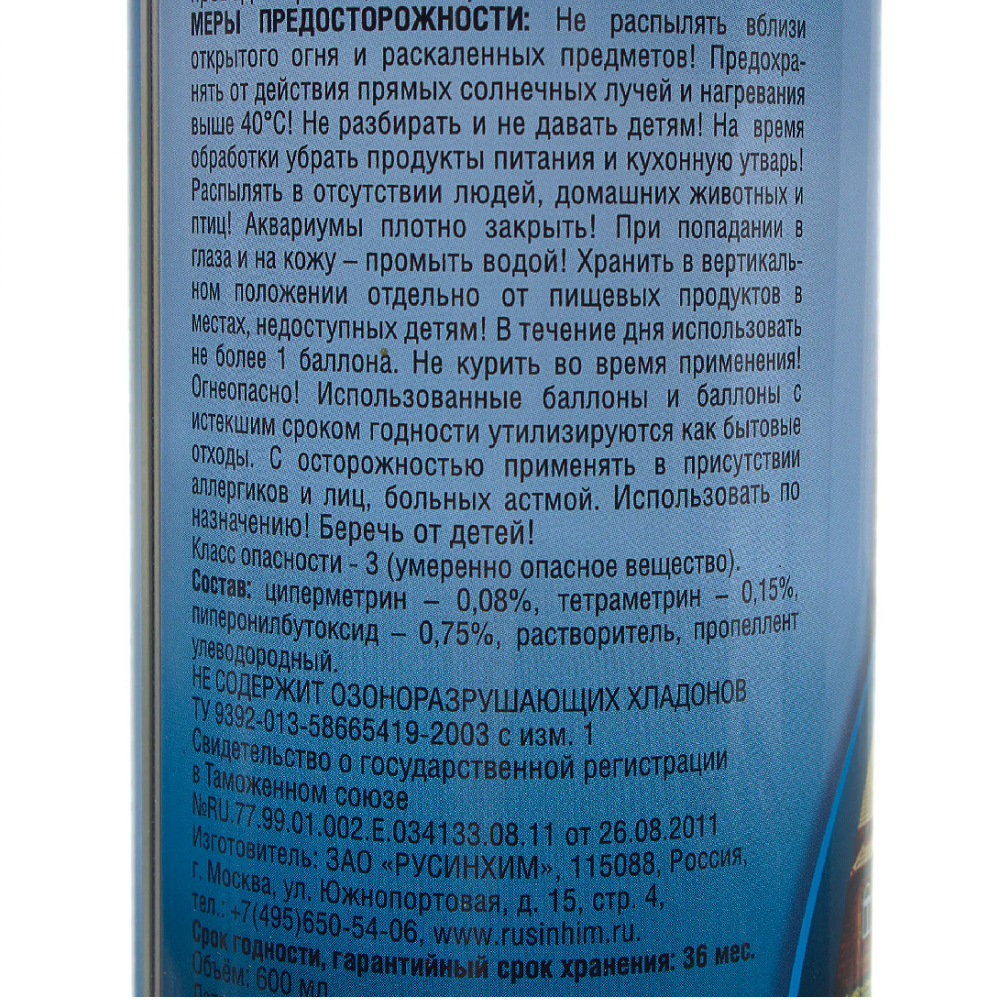 МЕРЫ ПРЕДОСТОРОЖНОСТИ: Не распылять вблизи
открытого огня и раскаленных предметов! Предохра-
нять от действия прямых солнечных лучей и нагревания
выше 40°С! Не разбирать и не давать детям! На время
обработки убрать продукты питания и кухонную утварь!
Распылять в отсутствии людей, домашних животных и
птиц! Аквариумы плотно закрыть! При попадании в
глаза и на кожу – промыть водой! Хранить в вертикаль-
ном положении отдельно от пищевых продуктов в
местах, недоступных детям! В течение дня использовать
не более 1 баллона. Не курить во время применения!
Огнеопасно! Использованные баллоны и баллоны с
истекшим сроком годности утилизируются как бытовые
отходы. С осторожностью применять в присутствии
аллергиков и лиц, больных астмой. Использовать по
назначению! Беречь от детей!
Класс опасности - 3 (умеренно опасное вещество).
Состав: циперметрин – 0,08%, тетраметрин – 0,15%,
пиперонилбутоксид – 0,75%, растворитель, пропеллент
улеводородный.
НЕ СОДЕРЖИТ ОЗОНОРАЗРУШАЮЩИХ ХЛАДОНОВ
ТУ 9392-013-58665419-2003 с изм. 1
Свидетельство о государственной регистрации
в Таможенном союзе
№RU.77.99.01.002.Е.034133.08.11 от 26.08.2011
Изготовитель: ЗАО «РУСИНХИМ», 115088, Россия,
г. Москва, ул. Южнопортовая, д. 15, стр. 4,
тел.: +7(495)650-54-06, www.rusinhim.ru.
Срок годности, гарантийный срок хранения: 36 мес.
Объём: 600 мл